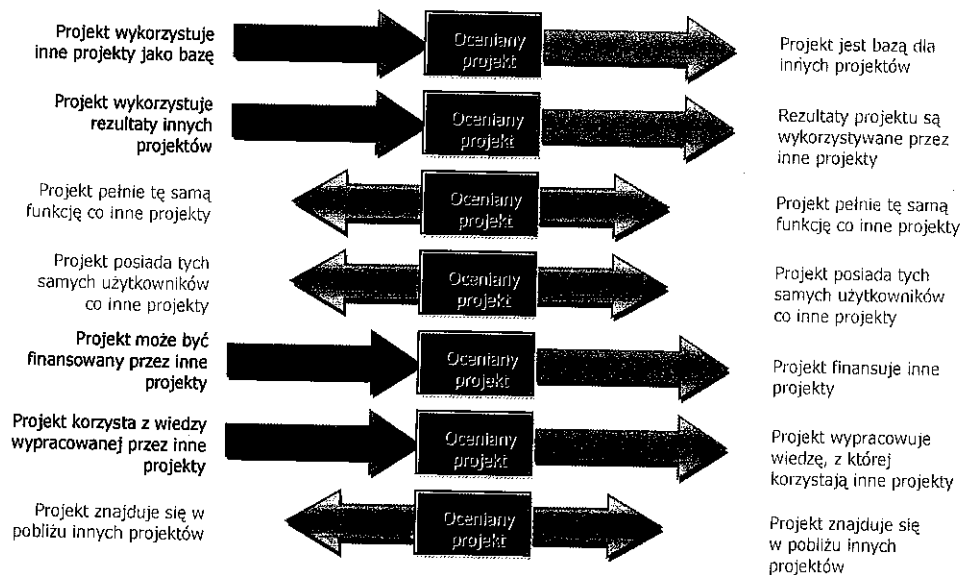 Projekt wykorzystuje
inne projekty jako bazę
Oceniany
projekt
Projekt jest bazą dla
innych projektów
Projekt wykorzystuje
rezultaty innych
projektów
Oceniany
projekt
Rezultaty projektu są
wykorzystywane przez
inne projekty
Projekt pełnie tę samą
funkcję co inne projekty
Oceniany
projekt
Projekt pełnie tę samą
funkcję co inne projekty
Projekt posiada tych
samych użytkowników
co inne projekty
Oceniany
projekt
Projekt posiada tych
samych użytkowników
co inne projekty
Projekt może być
finansowany przez inne
projekty
Oceniany
projekt
Projekt finansuje inne
projekty
Projekt korzysta z wiedzy
wypracowanej przez inne
projekty
Oceniany
projekt
Projekt wypracowuje
wiedzę, z której
korzystają inne projekty
Projekt znajduje się w
pobliżu innych projektów
Oceniany
projekt
Projekt znajduje się
w pobliżu innych
projektów